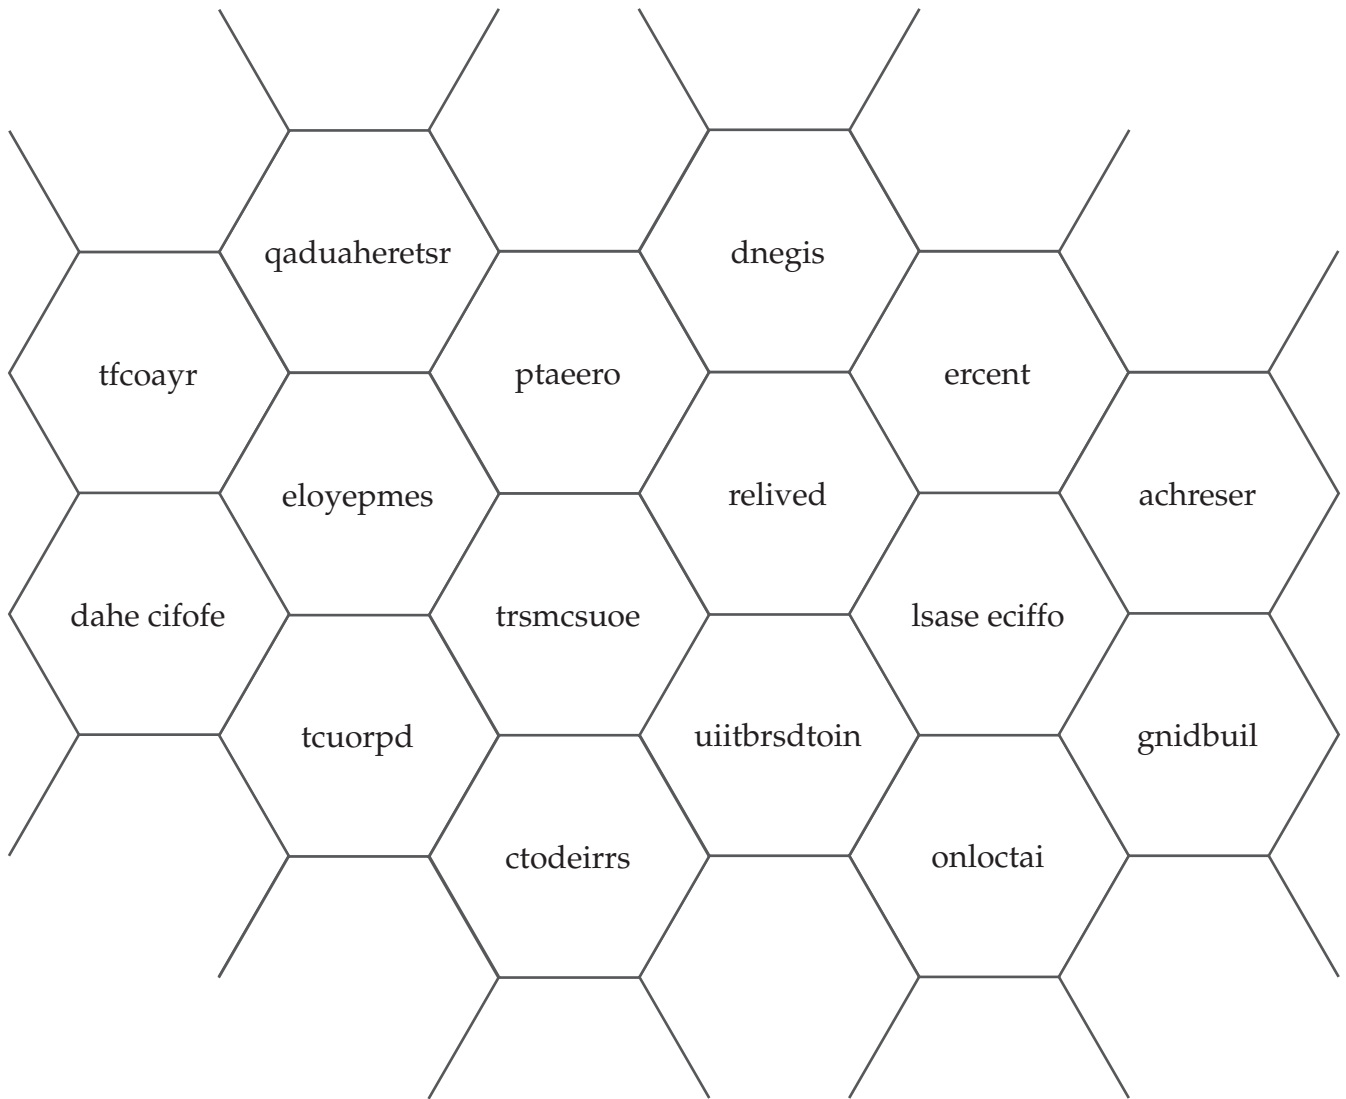 qaduaheretsr
dnegis
tfcoayr
ptaeero
ercent
eloyepmes
relived
achreser
dahe cifofe
trsmcsuoe
lsase eciffo
tcuorpd
uiitbrsdtoin
gnidbuil
ctodeirrs
onloctai